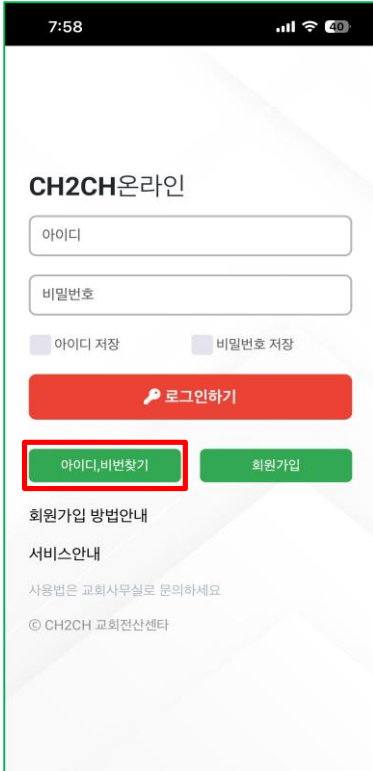 7:58
40
CH2CH온라인
아이디
비밀번호
아이디 저장
비밀번호 저장
로그인하기
아이디,비번찾기
회원가입
회원가입 방법안내
서비스안내
사용법은 교회사무실로 문의하세요
© CH2CH 교회전산센타